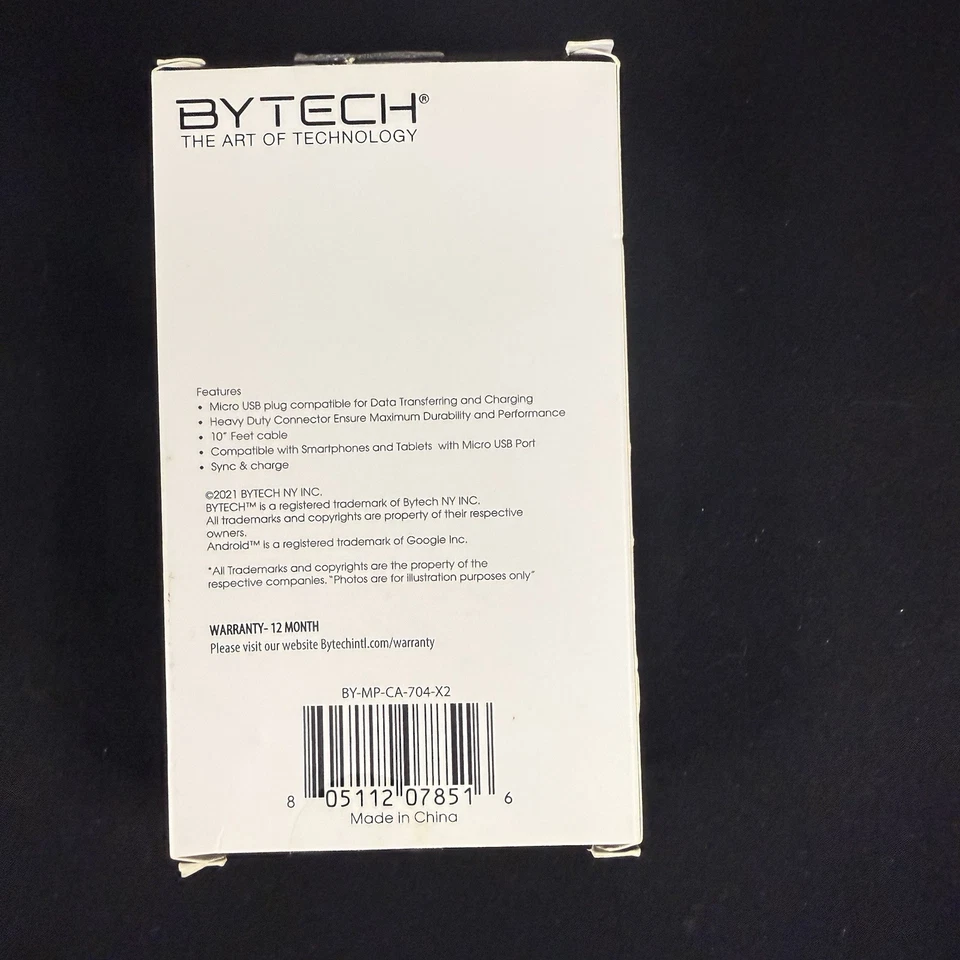 BYTECH®
THE ART OF TECHNOLOGY
Features
• Micro USB plug compatible for Data Transferring and Charging
• Heavy Duty Connector Ensure Maximum Durability and Performance
• 10" Feet cable
• Compatible with Smartphones and Tablets with Micro USB Port
• Sync & charge
©2021 BYTECH NY INC.
BYTECH™ is a registered trademark of Bytech NY INC.
All trademarks and copyrights are property of their respective
owners.
Android™ is a registered trademark of Google Inc.
*All Trademarks and copyrights are the property of the
respective companies. "Photos are for illustration purposes only"
WARRANTY- 12 MONTH
Please visit our website Bytechintl.com/warranty
BY-MP-CA-704-X2
8 05112 07851 6
Made in China